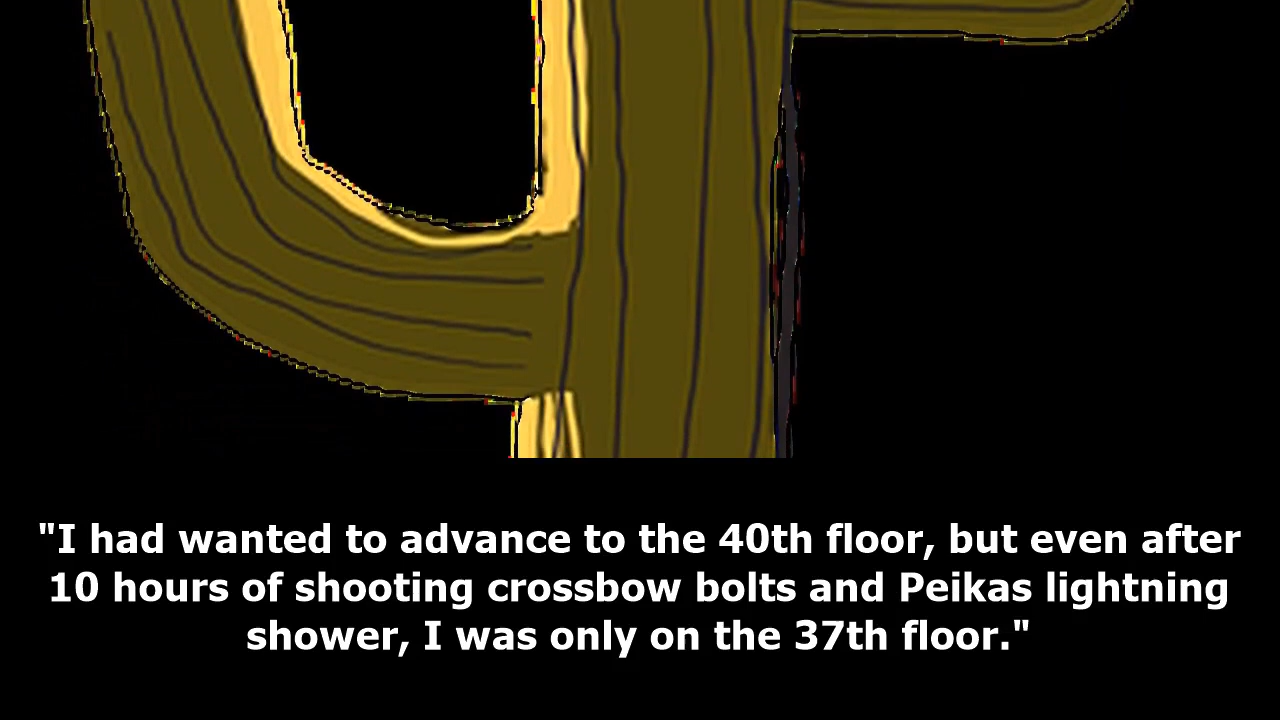 "I had wanted to advance to the 40th floor, but even after
10 hours of shooting crossbow bolts and Peikas lightning
shower, I was only on the 37th floor."